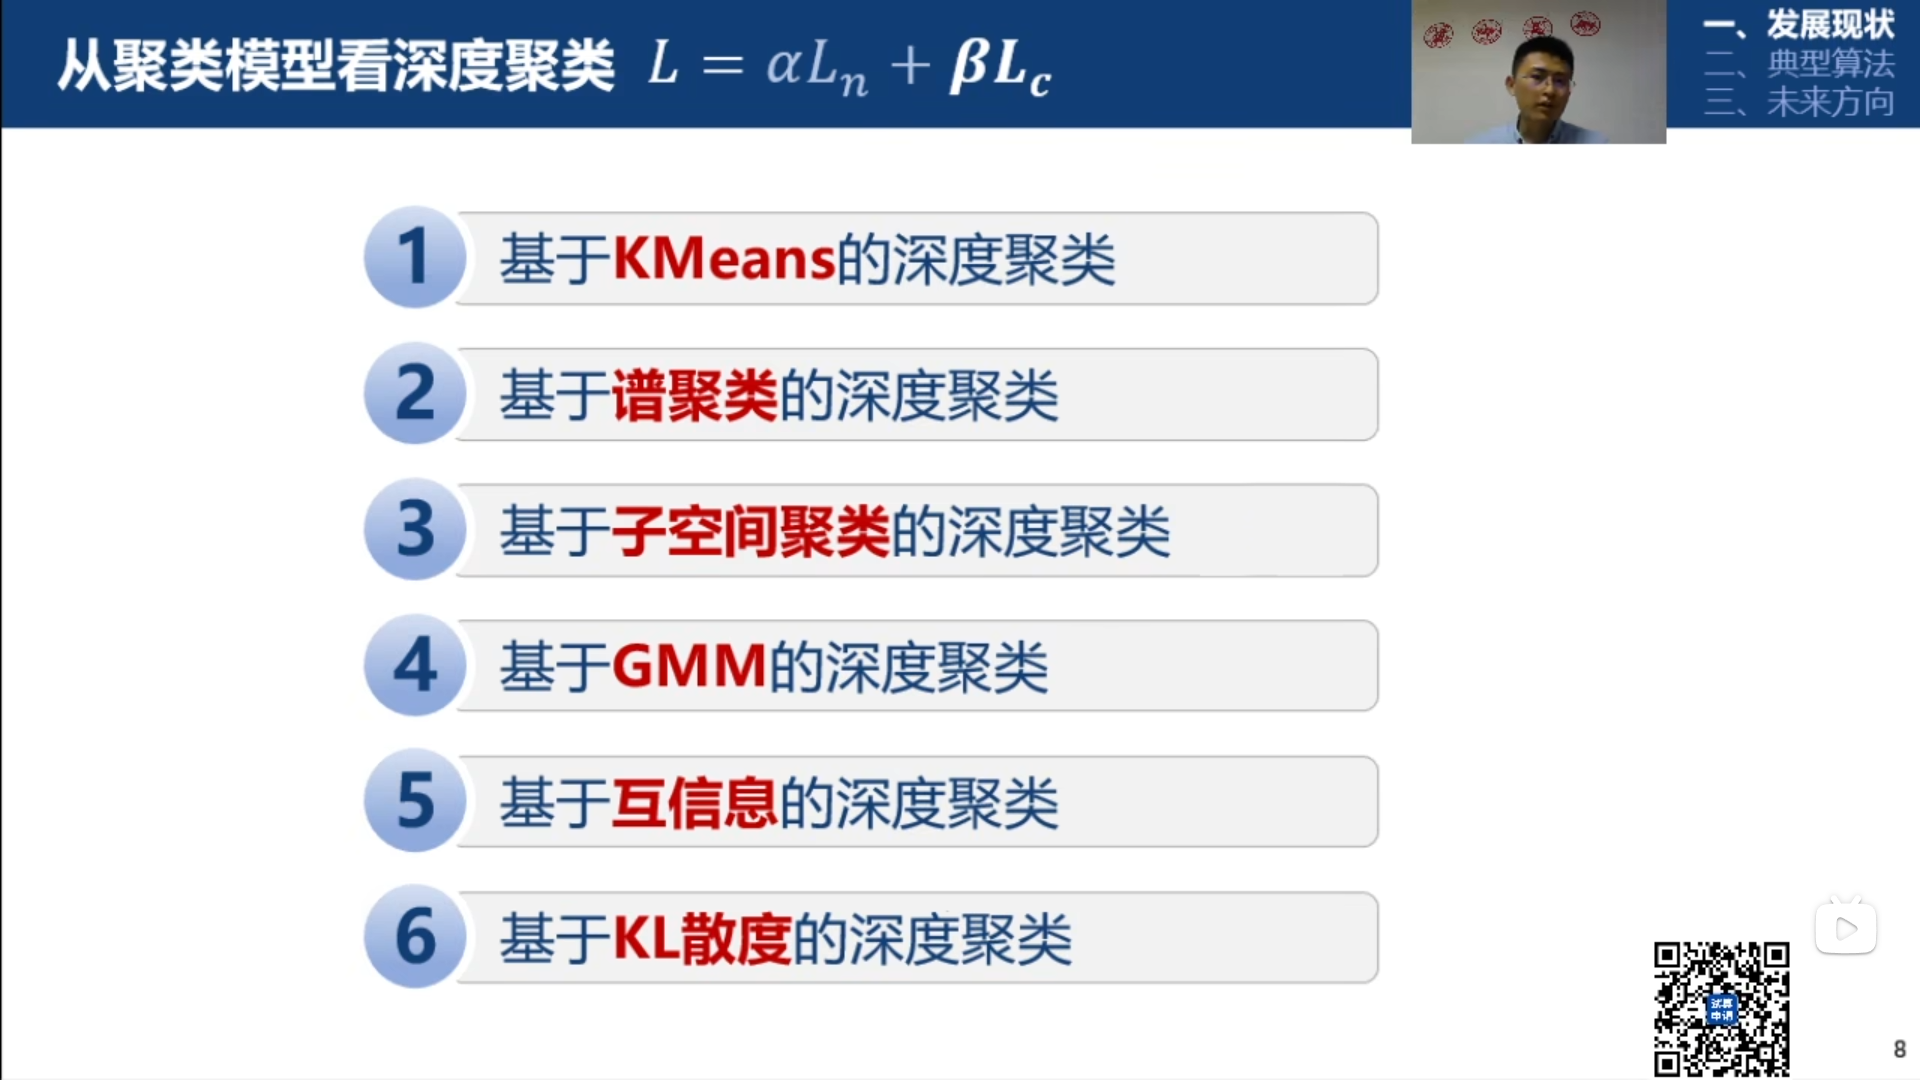 从聚类模型看深度聚类 L = αLₙ + βL_c
一、发展现状
二、典型算法
三、未来方向
1 基于KMeans的深度聚类
2 基于谱聚类的深度聚类
3 基于子空间聚类的深度聚类
4 基于GMM的深度聚类
5 基于互信息的深度聚类
6 基于KL散度的深度聚类
试算
申请
8